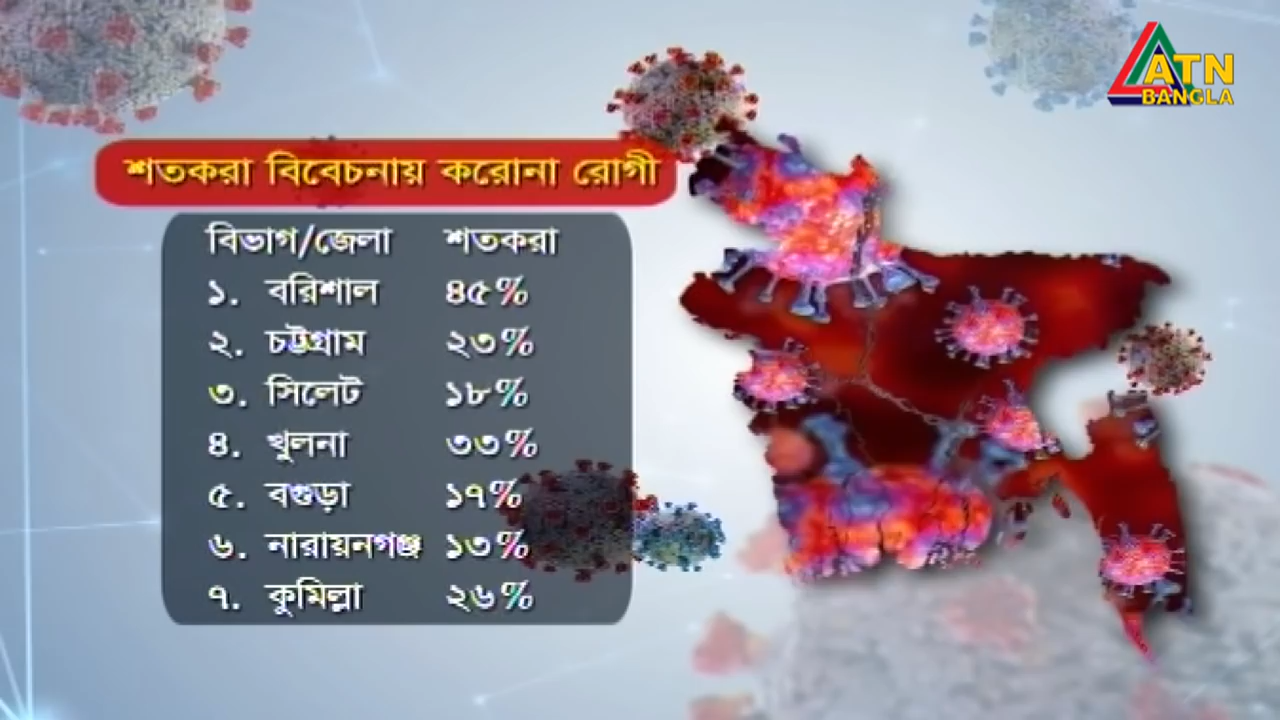 ATN
BANGLA
শতকরা বিবেচনায় করোনা রোগী
বিভাগ/জেলা শতকরা
১. বরিশাল ৪৫%
২. চট্টগ্রাম ২৩%
৩. সিলেট ১৮%
৪. খুলনা ৩৩%
৫. বগুড়া ১৭%
৬. নারায়নগঞ্জ ১৩%
৭. কুমিল্লা ২৬%